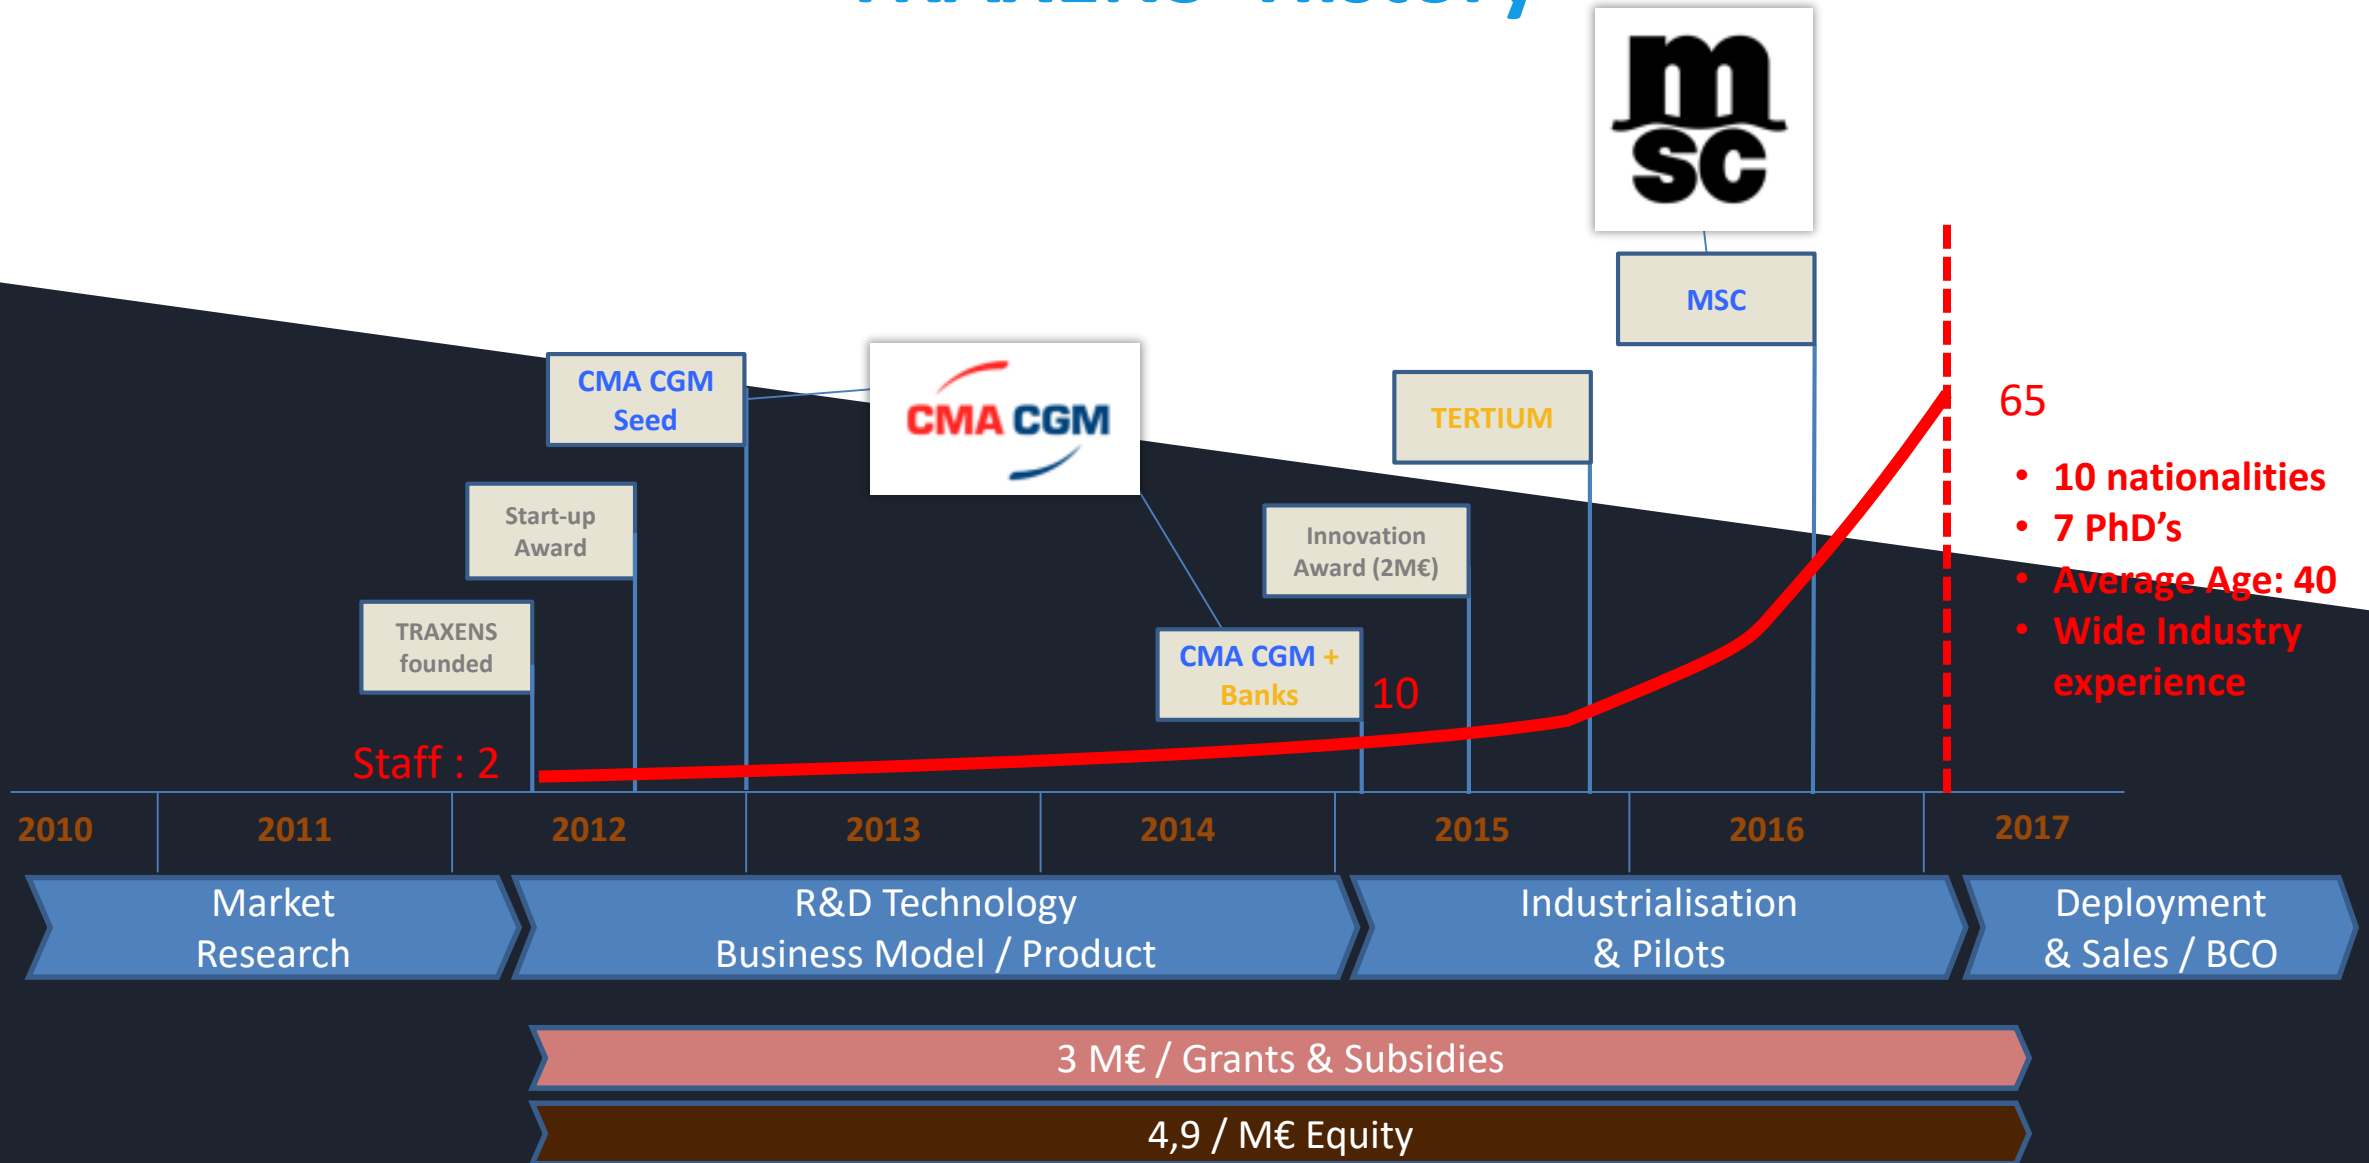 msc
MSC
CMA CGM
Seed
CMA CGM
TERTIUM
65
• 10 nationalities
• 7 PhD’s
• Average Age: 40
• Wide Industry
experience
Start-up
Award
Innovation
Award (2M€)
TRAXENS
founded
CMA CGM +
Banks
10
Staff : 2
2010
2011
2012
2013
2014
2015
2016
2017
Market
Research
R&D Technology
Business Model / Product
Industrialisation
& Pilots
Deployment
& Sales / BCO
3 M€ / Grants & Subsidies
4,9 / M€ Equity